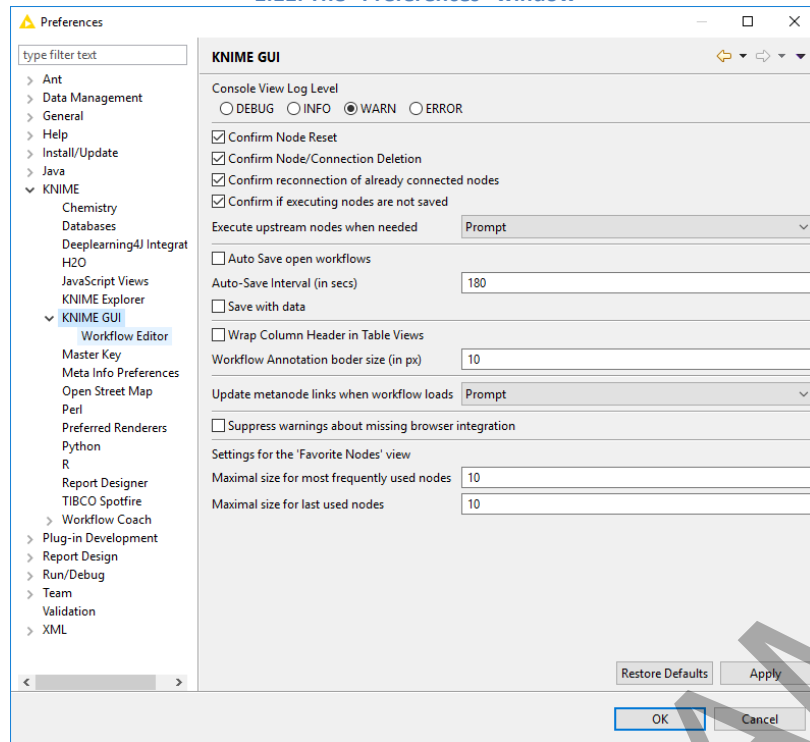 Preferences
type filter text
Ant
Data Management
General
Help
Install/Update
Java
KNIME
Chemistry
Databases
Deeplearning4J Integrat
H2O
JavaScript Views
KNIME Explorer
KNIME GUI
Workflow Editor
Master Key
Meta Info Preferences
Open Street Map
Perl
Preferred Renderers
Python
R
Report Designer
TIBCO Spotfire
Workflow Coach
Plug-in Development
Report Design
Run/Debug
Team
Validation
XML
KNIME GUI
Console View Log Level
DEBUG INFO WARN ERROR
Confirm Node Reset
Confirm Node/Connection Deletion
Confirm reconnection of already connected nodes
Confirm if executing nodes are not saved
Execute upstream nodes when needed Prompt
Auto Save open workflows
Auto-Save Interval (in secs) 180
Save with data
Wrap Column Header in Table Views
Workflow Annotation boder size (in px) 10
Update metanode links when workflow loads Prompt
Suppress warnings about missing browser integration
Settings for the 'Favorite Nodes' view
Maximal size for most frequently used nodes 10
Maximal size for last used nodes 10
Restore Defaults Apply
OK Cancel